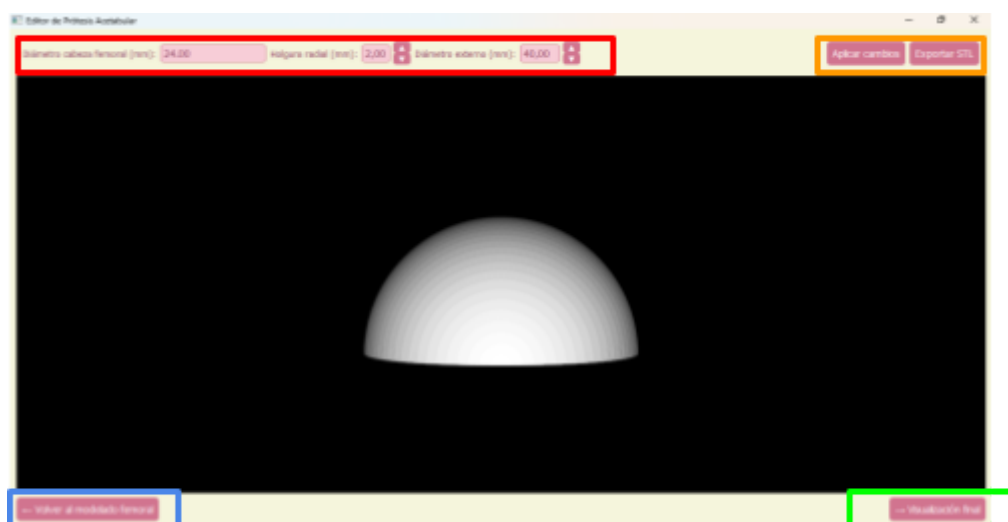 Editor de Prótesis Acetabular
Diámetro cabeza femoral (mm): 24,00 Holgura radial (mm): 2,00 Diámetro externo (mm): 40,00 Aplicar cambios Exportar STL
← Volver al modelado femoral → Visualización final